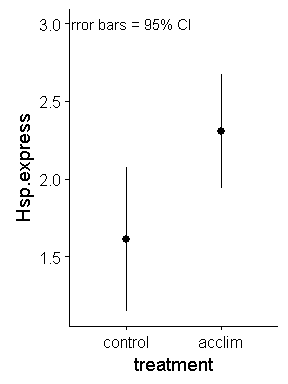 3.0
rror bars = 95% CI
2.5
2.0
1.5
Hsp.express
control acclim
treatment